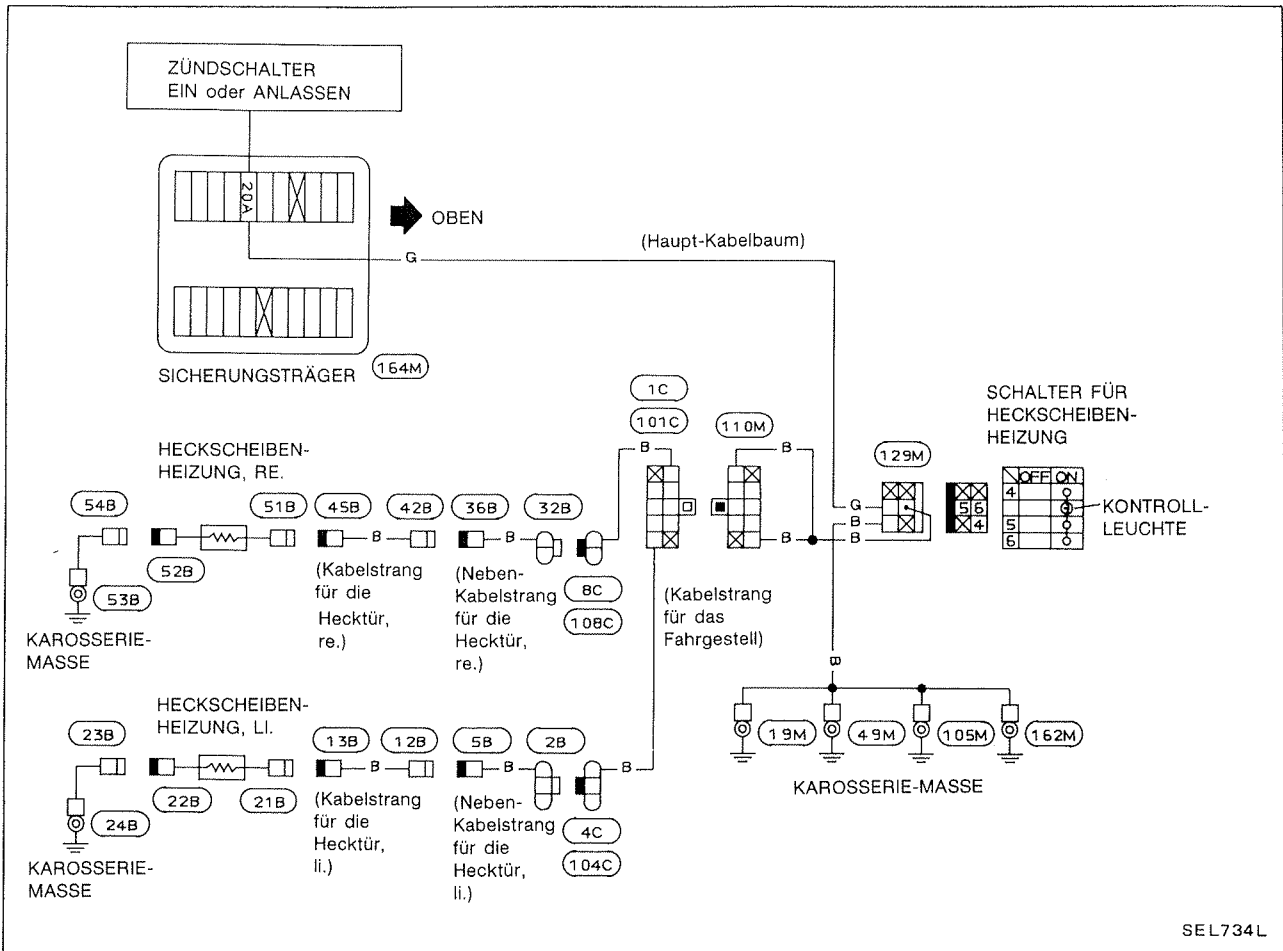 ZÜNDSCHALTER
EIN oder ANLASSEN
20A
OBEN
(Haupt-Kabelbaum)
G
SICHERUNGSTRÄGER
164M
1C
101C
110M
B
B
129M
SCHALTER FÜR
HECKSCHEIBEN-
HEIZUNG
OFF ON
4
5
6
5 6
4
KONTROLL-
LEUCHTE
G
B
B
B
HECKSCHEIBEN-
HEIZUNG, RE.
54B
51B
45B
42B
36B
32B
B
B
52B
53B
8C
108C
KAROSSERIE-
MASSE
(Kabelstrang
für die
Hecktür,
re.)
(Neben-
Kabelstrang
für die
Hecktür,
re.)
(Kabelstrang
für das
Fahrgestell)
B
HECKSCHEIBEN-
HEIZUNG, LI.
23B
13B
12B
5B
2B
B
B
B
22B
21B
24B
4C
104C
KAROSSERIE-
MASSE
(Kabelstrang
für die
Hecktür,
li.)
(Neben-
Kabelstrang
für die
Hecktür,
li.)
19M
49M
105M
162M
KAROSSERIE-MASSE
SEL734L